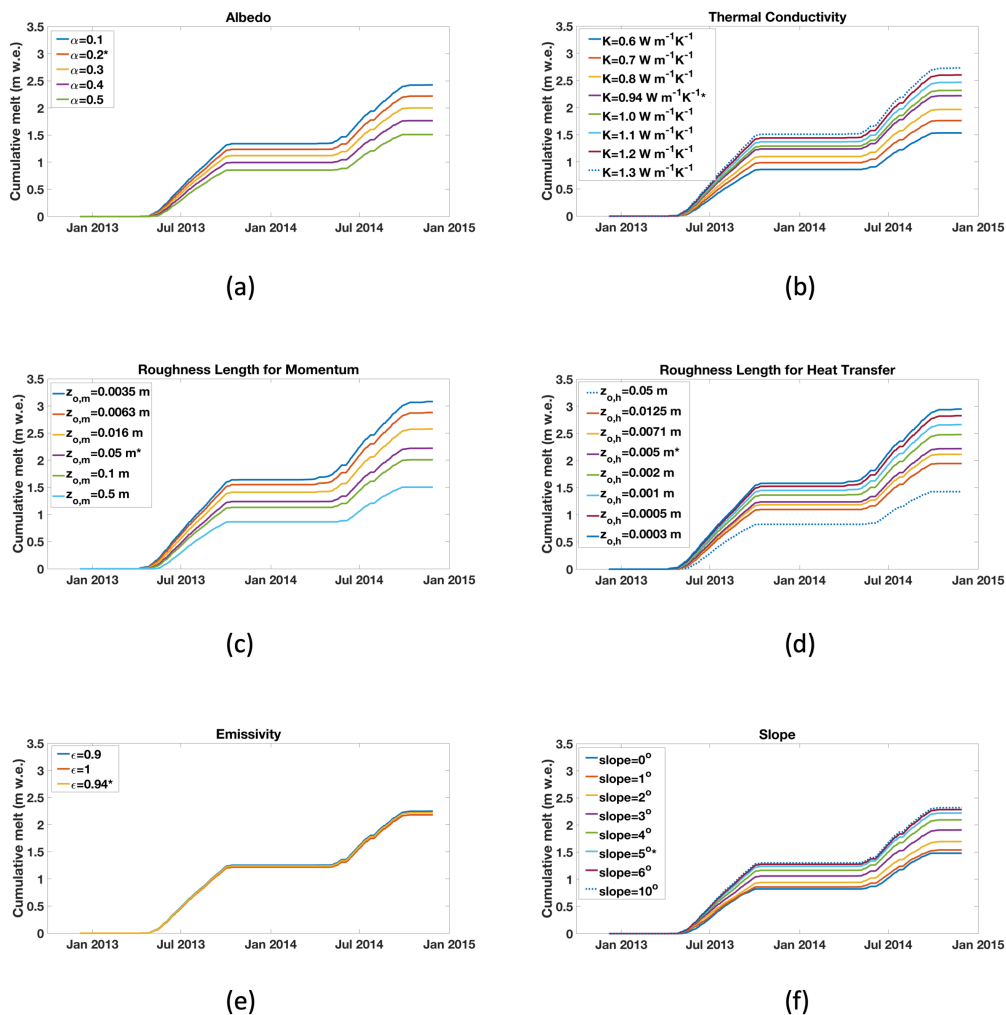 Albedo
Cumulative melt (m w.e.)
3.5
3
2.5
2
1.5
1
0.5
0
α=0.1
α=0.2*
α=0.3
α=0.4
α=0.5
Jan 2013 Jul 2013 Jan 2014 Jul 2014 Jan 2015
(a)
Thermal Conductivity
Cumulative melt (m w.e.)
3.5
3
2.5
2
1.5
1
0.5
0
K=0.6 W m⁻¹K⁻¹
K=0.7 W m⁻¹K⁻¹
K=0.8 W m⁻¹K⁻¹
K=0.94 W m⁻¹K⁻¹*
K=1.0 W m⁻¹K⁻¹
K=1.1 W m⁻¹K⁻¹
K=1.2 W m⁻¹K⁻¹
K=1.3 W m⁻¹K⁻¹
Jan 2013 Jul 2013 Jan 2014 Jul 2014 Jan 2015
(b)
Roughness Length for Momentum
Cumulative melt (m w.e.)
3.5
3
2.5
2
1.5
1
0.5
0
z_o,m=0.0035 m
z_o,m=0.0063 m
z_o,m=0.016 m
z_o,m=0.05 m*
z_o,m=0.1 m
z_o,m=0.5 m
Jan 2013 Jul 2013 Jan 2014 Jul 2014 Jan 2015
(c)
Roughness Length for Heat Transfer
Cumulative melt (m w.e.)
3.5
3
2.5
2
1.5
1
0.5
0
z_o,h=0.05 m
z_o,h=0.0125 m
z_o,h=0.0071 m
z_o,h=0.005 m*
z_o,h=0.002 m
z_o,h=0.001 m
z_o,h=0.0005 m
z_o,h=0.0003 m
Jan 2013 Jul 2013 Jan 2014 Jul 2014 Jan 2015
(d)
Emissivity
Cumulative melt (m w.e.)
3.5
3
2.5
2
1.5
1
0.5
0
ϵ=0.9
ϵ=1
ϵ=0.94*
Jan 2013 Jul 2013 Jan 2014 Jul 2014 Jan 2015
(e)
Slope
Cumulative melt (m w.e.)
3.5
3
2.5
2
1.5
1
0.5
0
slope=0°
slope=1°
slope=2°
slope=3°
slope=4°
slope=5°*
slope=6°
slope=10°
Jan 2013 Jul 2013 Jan 2014 Jul 2014 Jan 2015
(f)